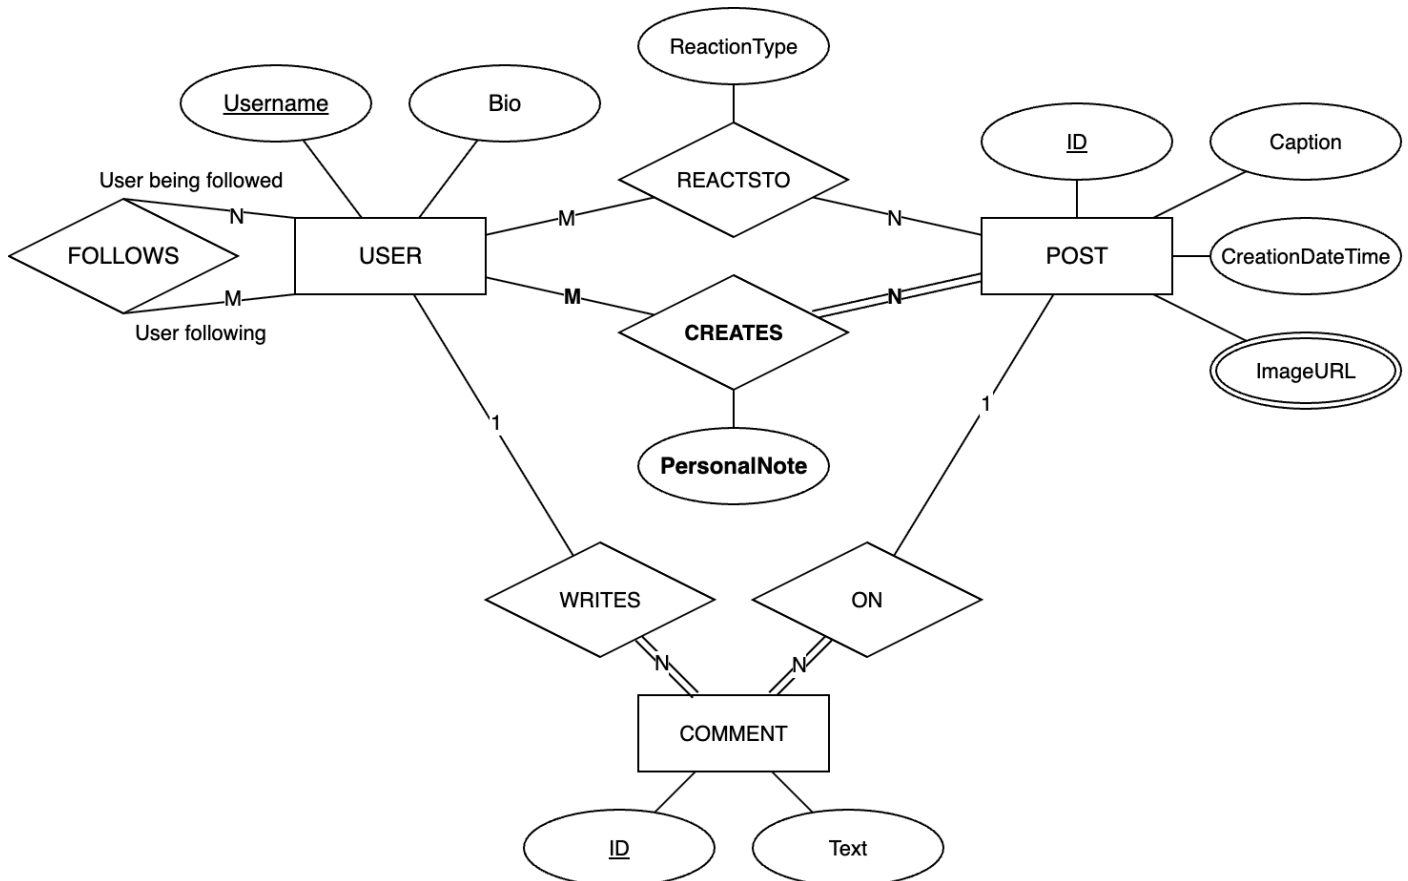 ReactionType
Username
Bio
ID
Caption
User being followed
REACTSTO
N
M
N
FOLLOWS
USER
POST
CreationDateTime
M
M
N
User following
CREATES
ImageURL
1
1
PersonalNote
WRITES
ON
N
N
COMMENT
ID
Text